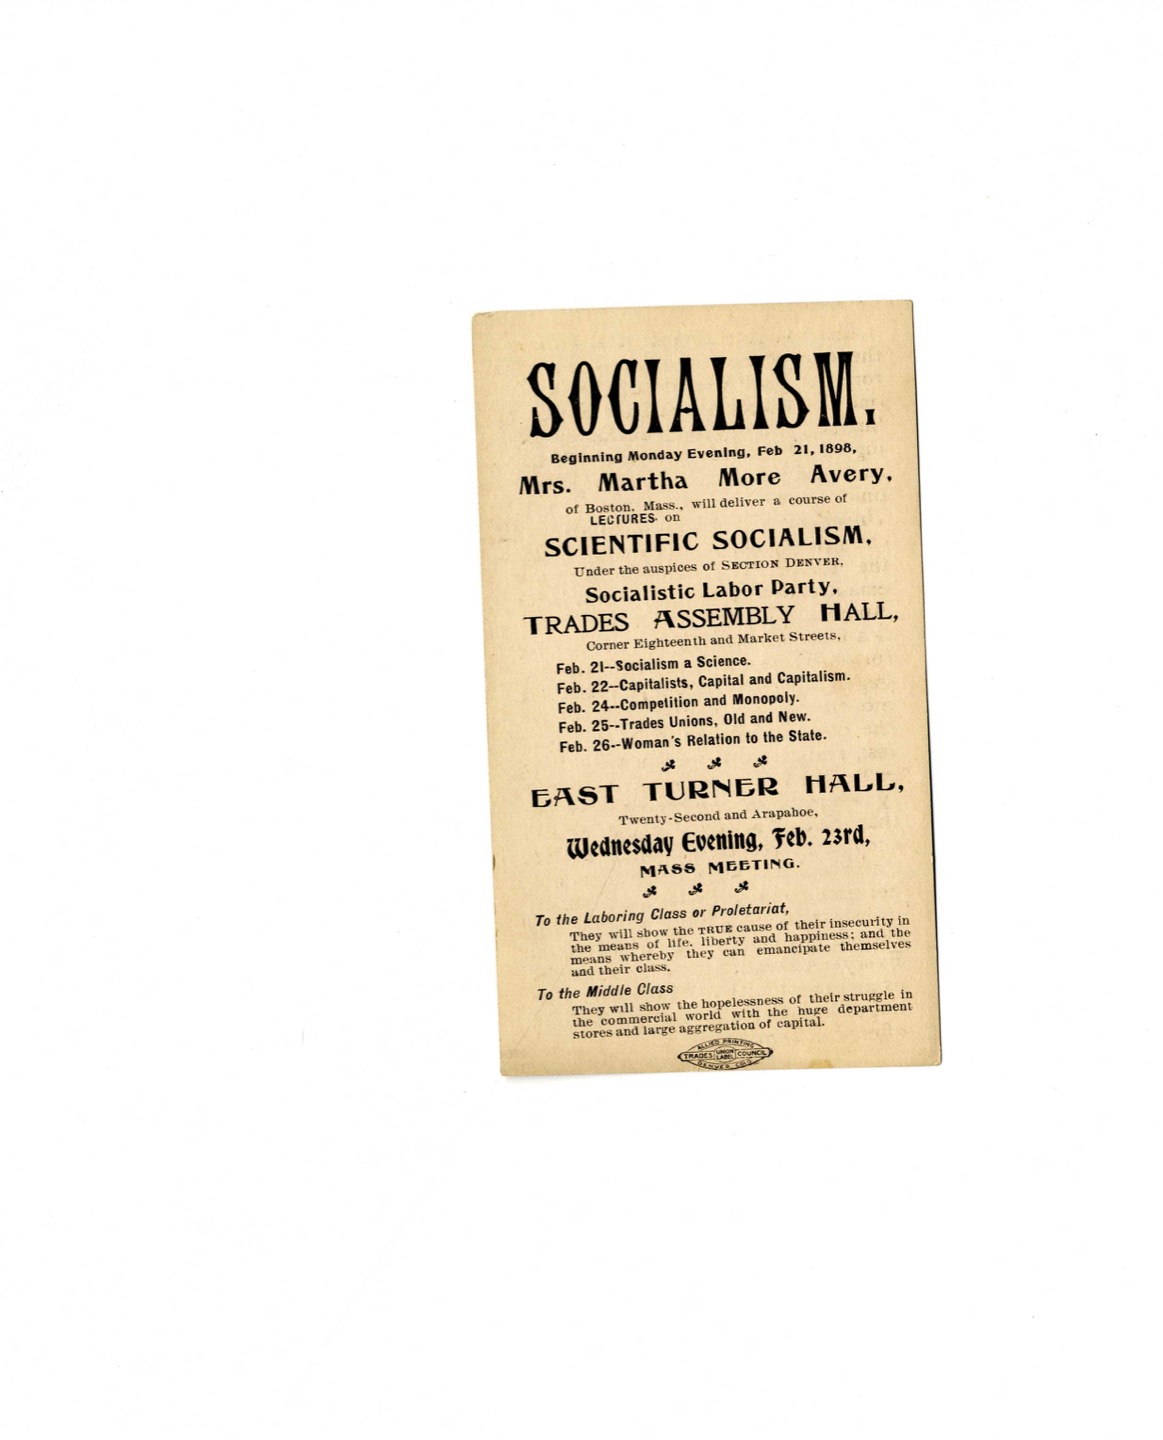 SOCIALISM.
Beginning Monday Evening, Feb 21, 1898,
Mrs. Martha More Avery,
of Boston, Mass., will deliver a course of
LECTURES on
SCIENTIFIC SOCIALISM,
Under the auspices of SECTION DENVER,
Socialistic Labor Party,
TRADES ASSEMBLY HALL,
Corner Eighteenth and Market Streets,
Feb. 21--Socialism a Science.
Feb. 22--Capitalists, Capital and Capitalism.
Feb. 24--Competition and Monopoly.
Feb. 25--Trades Unions, Old and New.
Feb. 26--Woman's Relation to the State.
EAST TURNER HALL,
Twenty-Second and Arapahoe,
Wednesday Evening, Feb. 23rd,
MASS MEETING.
To the Laboring Class or Proletariat,
They will show the TRUE cause of their insecurity in
the means of life, liberty and happiness; and the
means whereby they can emancipate themselves
and their class.
To the Middle Class
They will show the hopelessness of their struggle in
the commercial world with the huge department
stores and large aggregation of capital.
ALLIED PRINTING
TRADES UNION LABEL COUNCIL
DENVER COLO